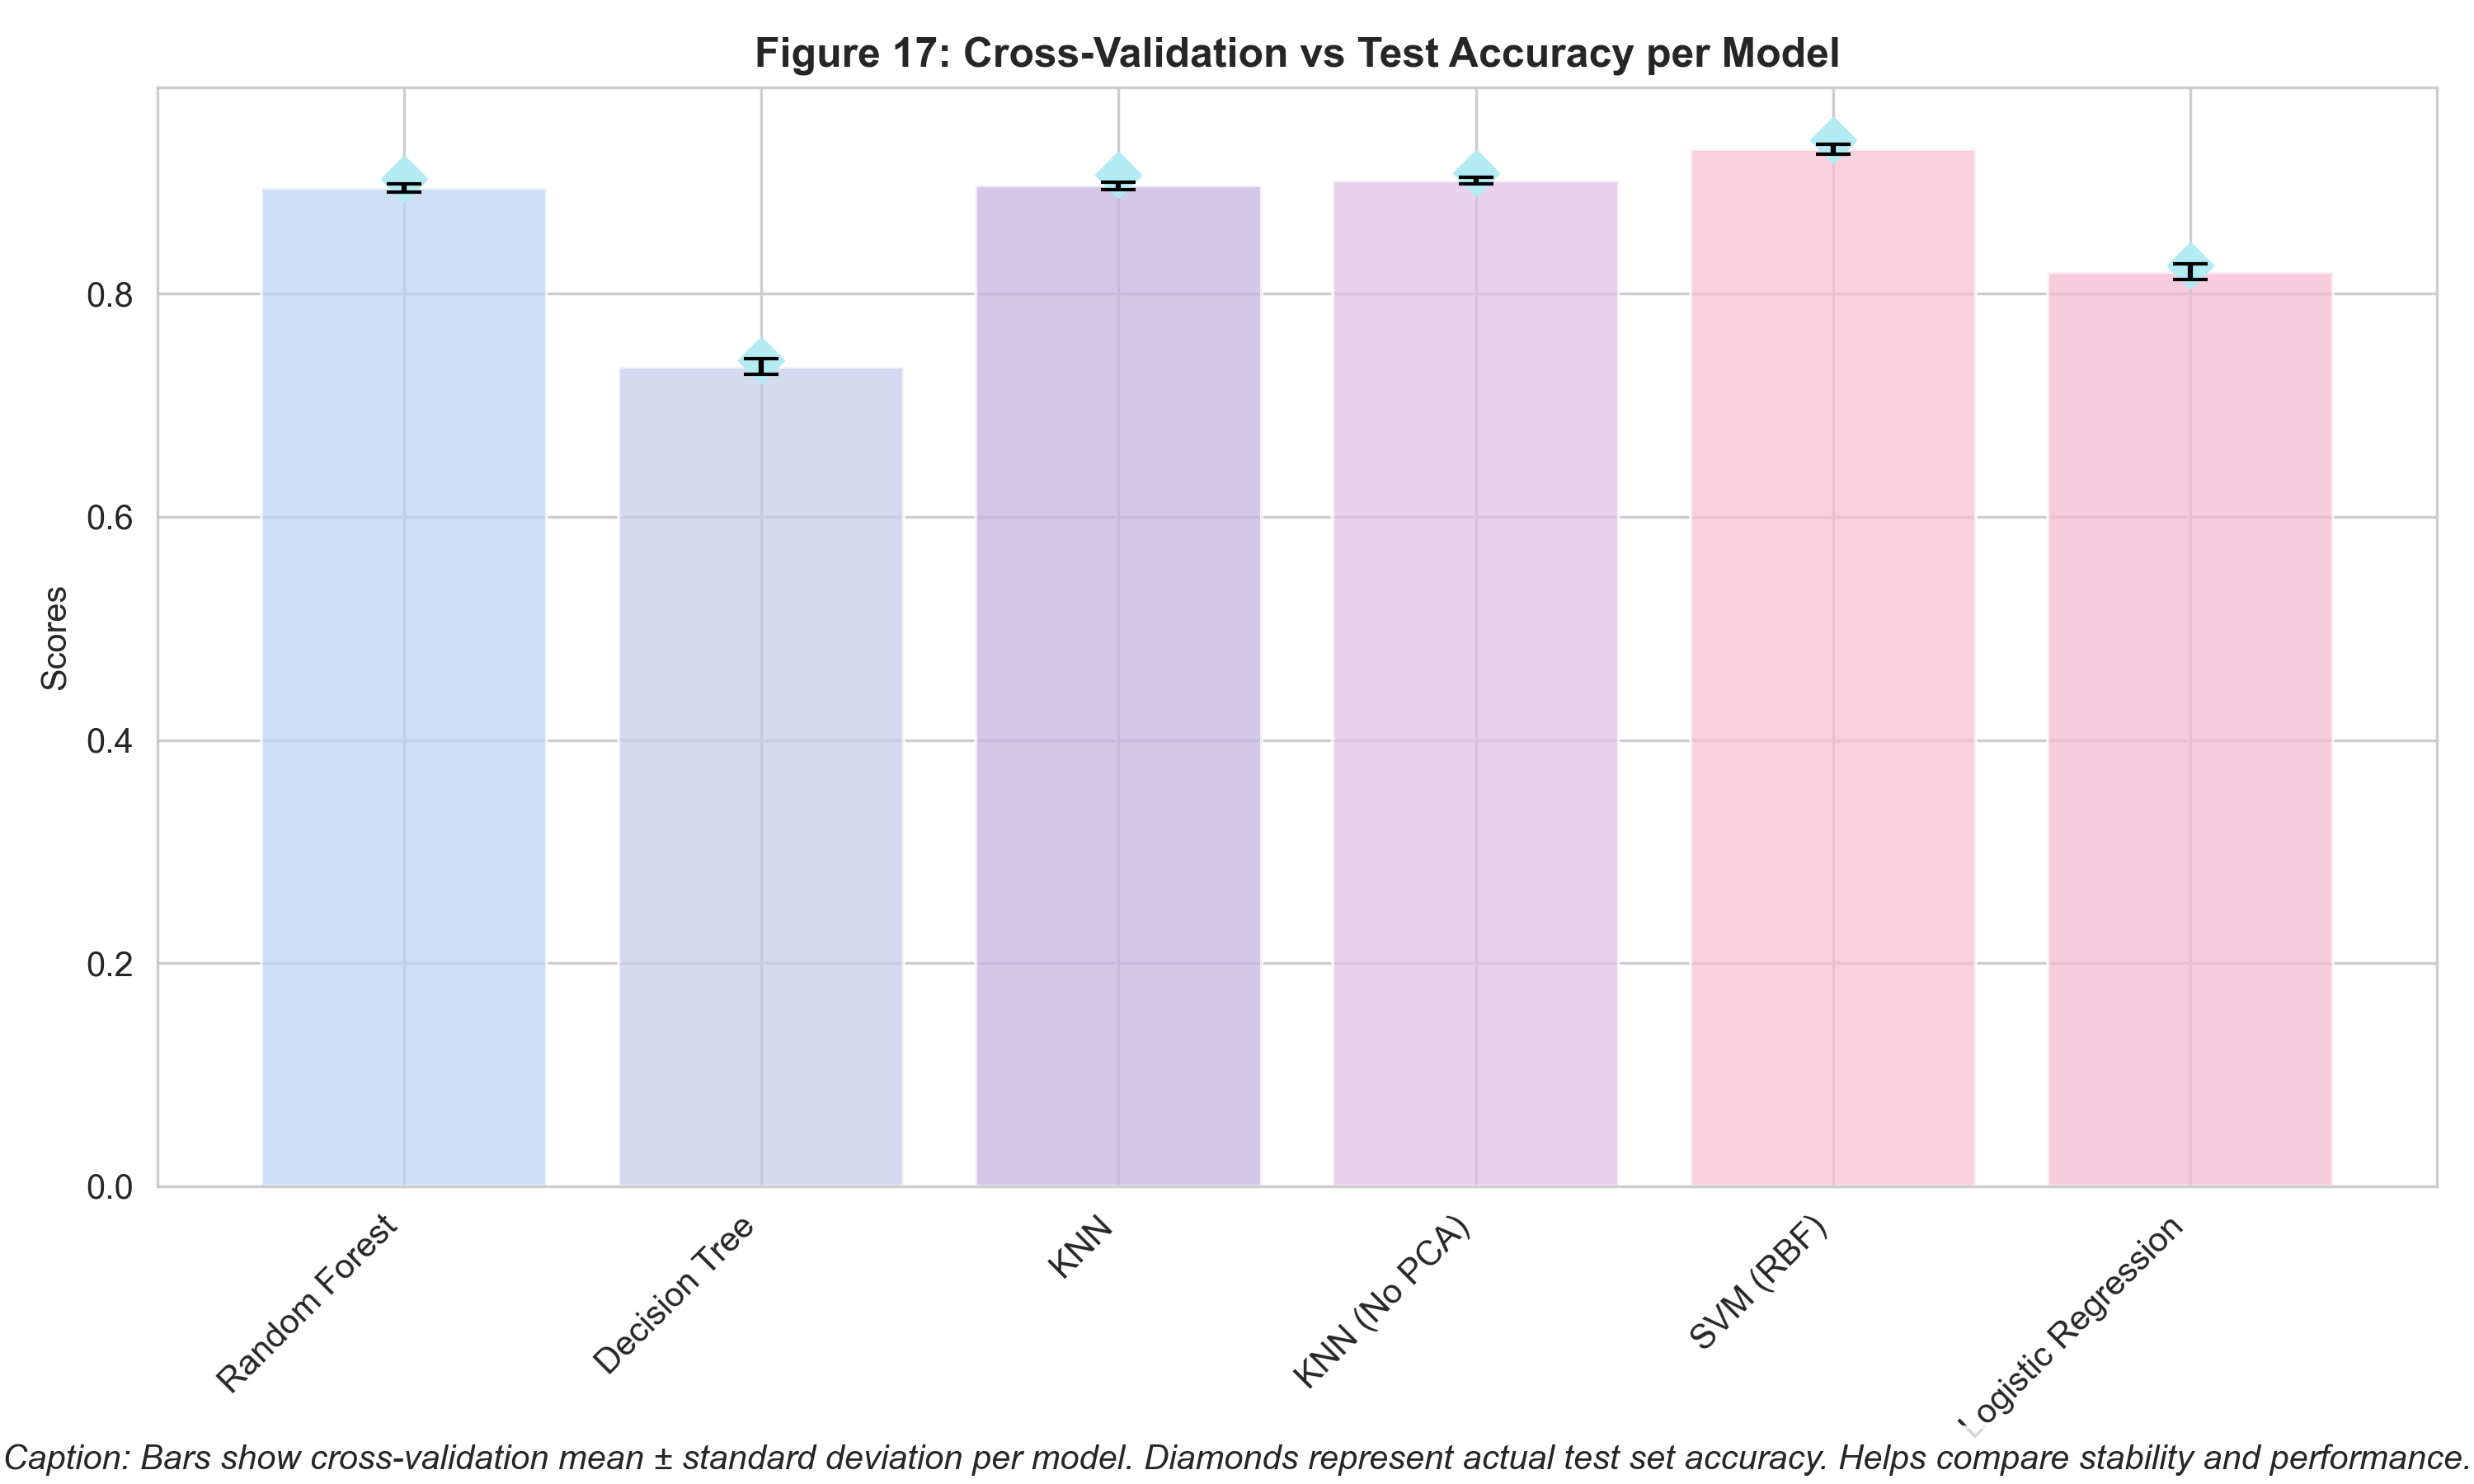 Figure 17: Cross-Validation vs Test Accuracy per Model
Scores
0.8
0.6
0.4
0.2
0.0
Random Forest
Decision Tree
KNN
KNN (No PCA)
SVM (RBF)
Logistic Regression
Caption: Bars show cross-validation mean ± standard deviation per model. Diamonds represent actual test set accuracy. Helps compare stability and performance.